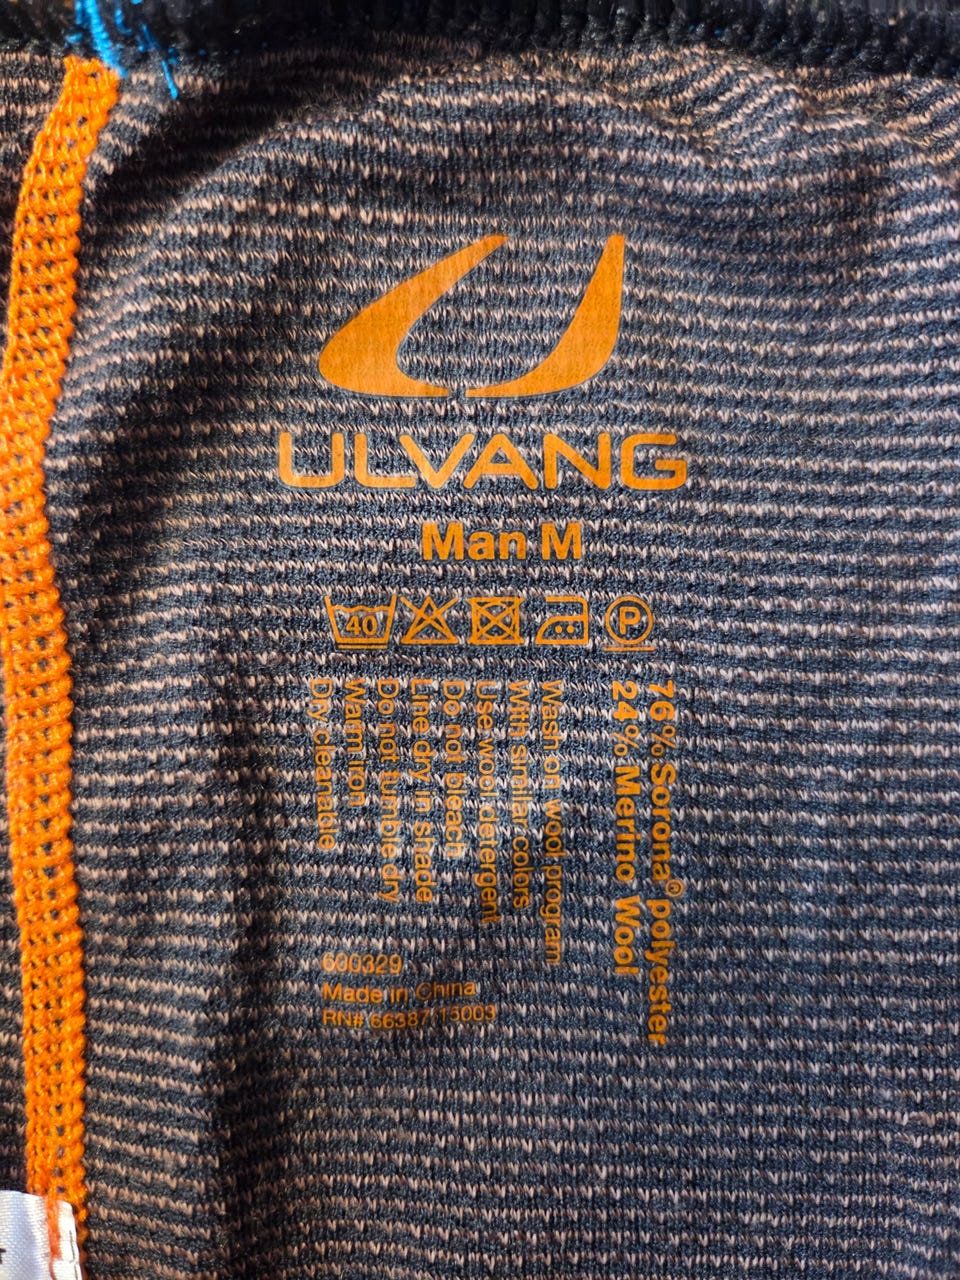 ULVANG
Man M
40
P
76% Sorona® polyester
24% Merino Wool
Wash on wool program
With similar colors
Use wool detergent
Do not bleach
Line dry in shade
Do not tumble dry
Warm iron
Dry cleanable
600329
Made in China
RN# 66387/15003